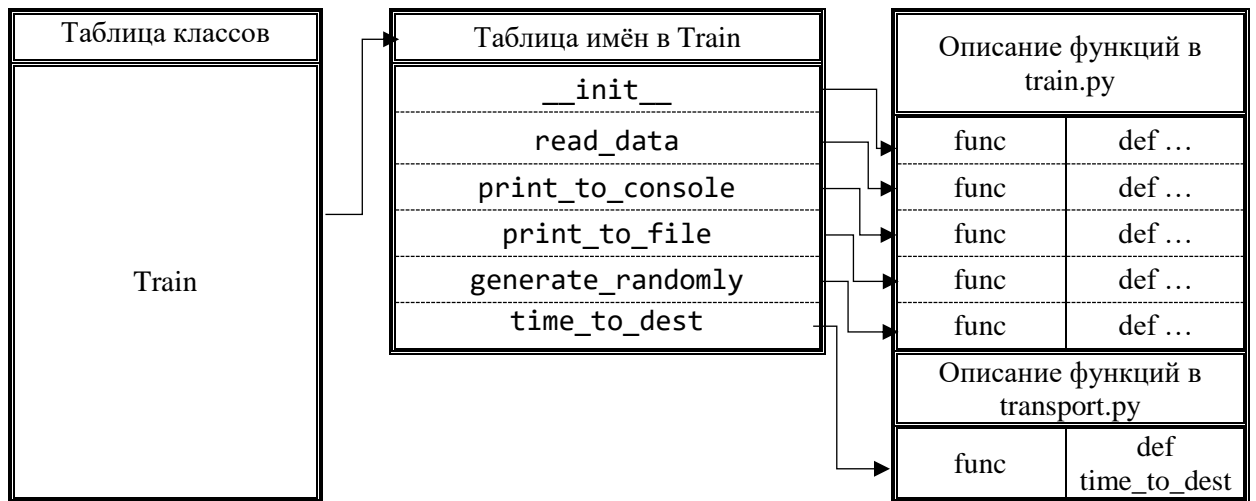 Таблица классов
Train
Таблица имён в Train
__init__
read_data
print_to_console
print_to_file
generate_randomly
time_to_dest
Описание функций в
train.py
func def …
func def …
func def …
func def …
func def …
Описание функций в
transport.py
func def
time_to_dest